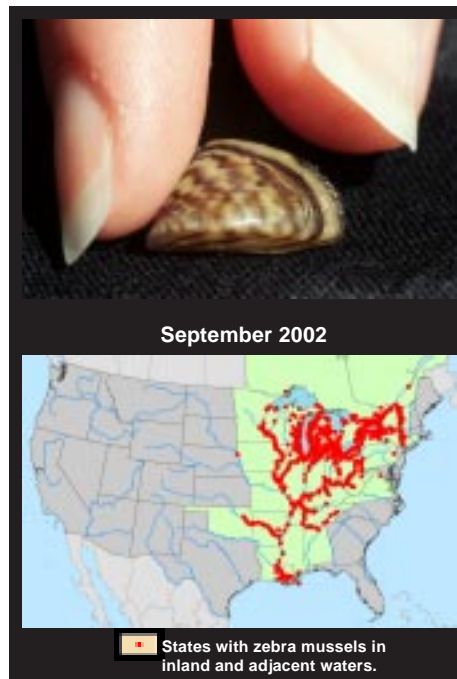 September 2002
States with zebra mussels in
inland and adjacent waters.